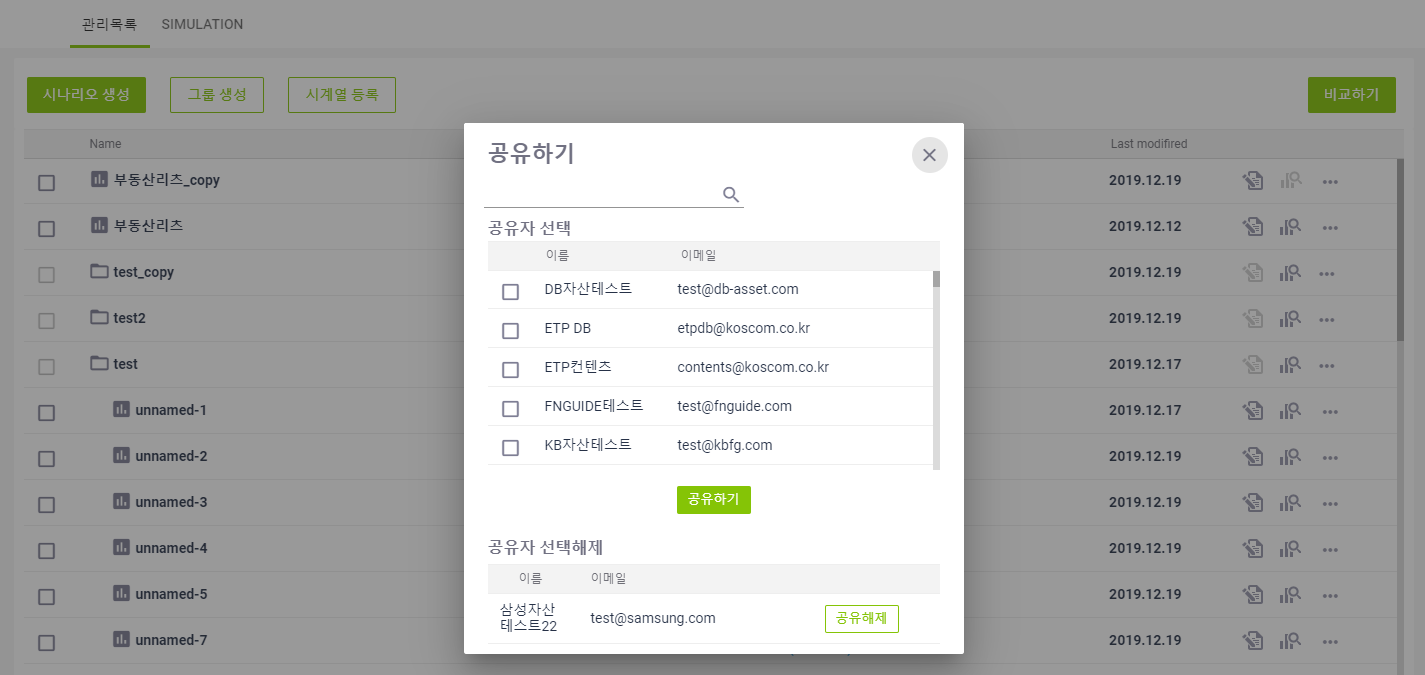 관리목록 SIMULATION
시나리오 생성 그룹 생성 시계열 등록 비교하기
Name Last modifired
부동산리츠_copy 2019.12.19
부동산리츠 2019.12.12
test_copy 2019.12.19
test2 2019.12.19
test 2019.12.17
unnamed-1 2019.12.17
unnamed-2 2019.12.19
unnamed-3 2019.12.19
unnamed-4 2019.12.19
unnamed-5 2019.12.19
unnamed-7 2019.12.19
공유하기
공유자 선택
이름 이메일
DB자산테스트 test@db-asset.com
ETP DB etpdb@koscom.co.kr
ETP컨텐츠 contents@koscom.co.kr
FNGUIDE테스트 test@fnguide.com
KB자산테스트 test@kbfg.com
공유하기
공유자 선택해제
이름 이메일
삼성자산
테스트22 test@samsung.com 공유해제